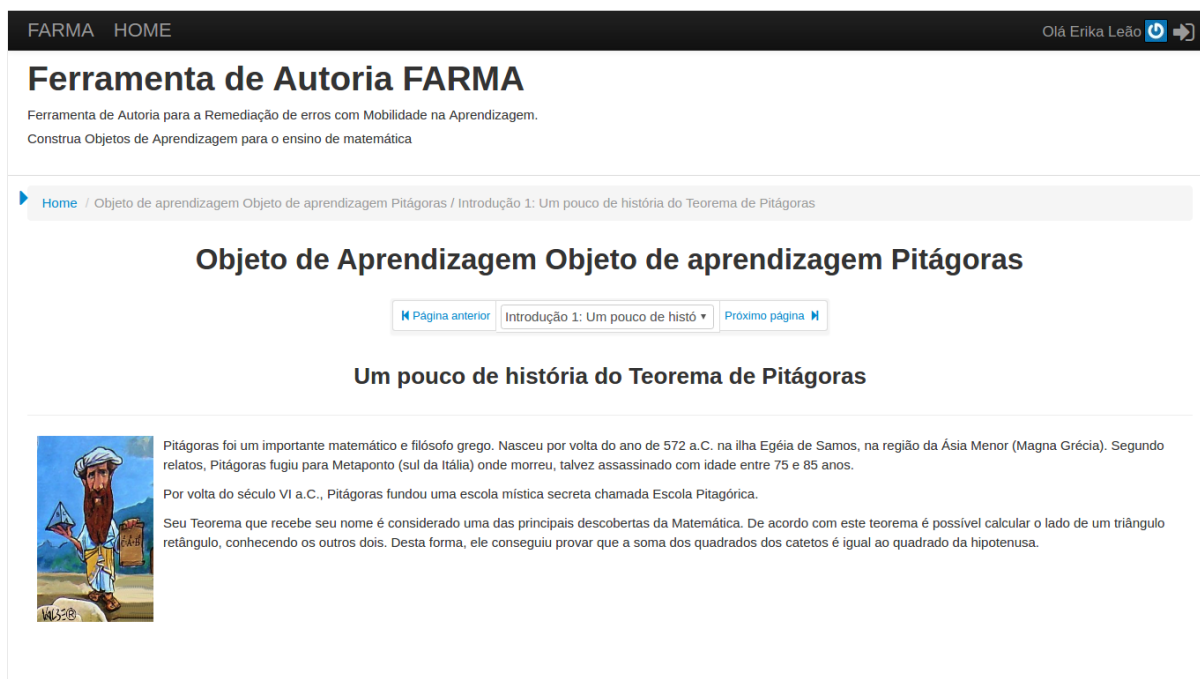 FARMA HOME Olá Erika Leão
Ferramenta de Autoria FARMA
Ferramenta de Autoria para a Remediação de erros com Mobilidade na Aprendizagem.
Construa Objetos de Aprendizagem para o ensino de matemática
Home / Objeto de aprendizagem Objeto de aprendizagem Pitágoras / Introdução 1: Um pouco de história do Teorema de Pitágoras
Objeto de Aprendizagem Objeto de aprendizagem Pitágoras
Página anterior Introdução 1: Um pouco de histó Próximo página
Um pouco de história do Teorema de Pitágoras
Pitágoras foi um importante matemático e filósofo grego. Nasceu por volta do ano de 572 a.C. na ilha Egéia de Samos, na região da Ásia Menor (Magna Grécia). Segundo
relatos, Pitágoras fugiu para Metaponto (sul da Itália) onde morreu, talvez assassinado com idade entre 75 e 85 anos.
Por volta do século VI a.C., Pitágoras fundou uma escola mística secreta chamada Escola Pitagórica.
Seu Teorema que recebe seu nome é considerado uma das principais descobertas da Matemática. De acordo com este teorema é possível calcular o lado de um triângulo
retângulo, conhecendo os outros dois. Desta forma, ele conseguiu provar que a soma dos quadrados dos catetos é igual ao quadrado da hipotenusa.